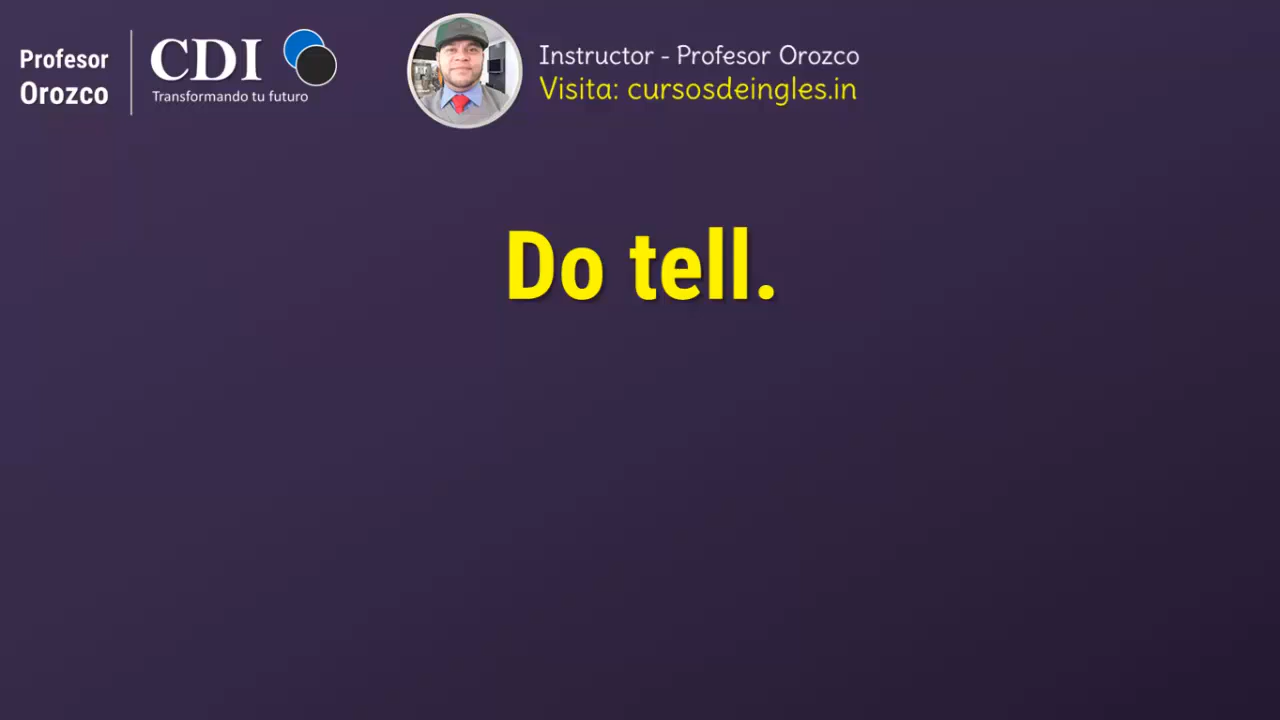 Profesor
Orozco
CDI
Transformando tu futuro
Instructor - Profesor Orozco
Visita: cursosdeingles.in
Do tell.